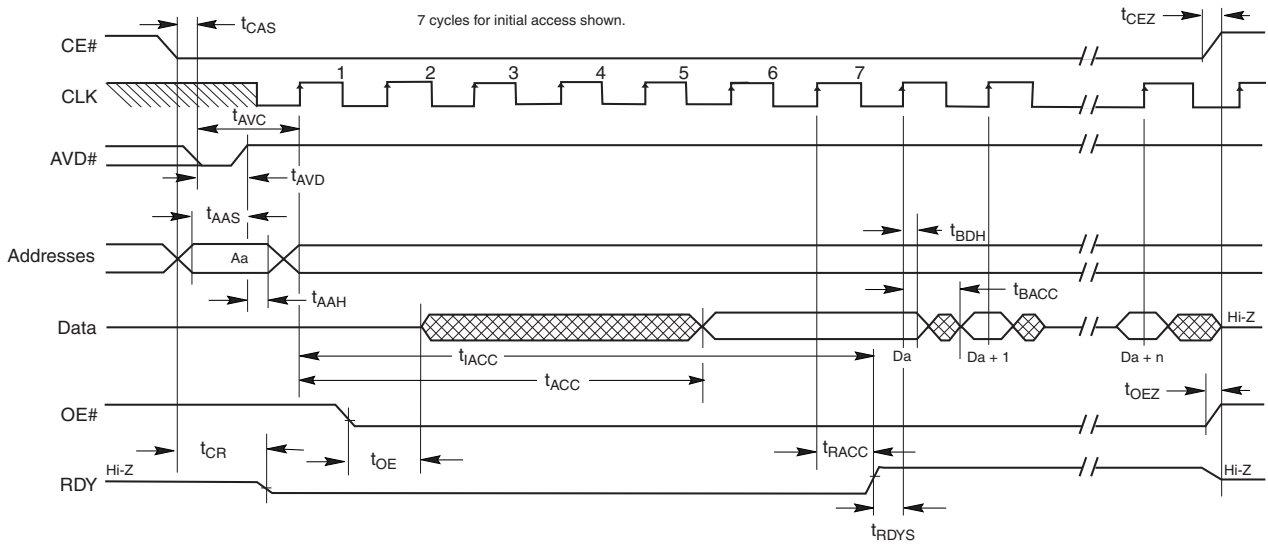 7 cycles for initial access shown.
tCAS
tCEZ
CE#
1 2 3 4 5 6 7
CLK
tAVC
AVD#
tAVD
tAAS
tBDH
Addresses
Aa
tAAH
tBACC
Data
Hi-Z
tIACC
Da
Da + 1
Da + n
tACC
tOEZ
OE#
tCR
tOE
tRACC
Hi-Z
Hi-Z
RDY
tRDYS